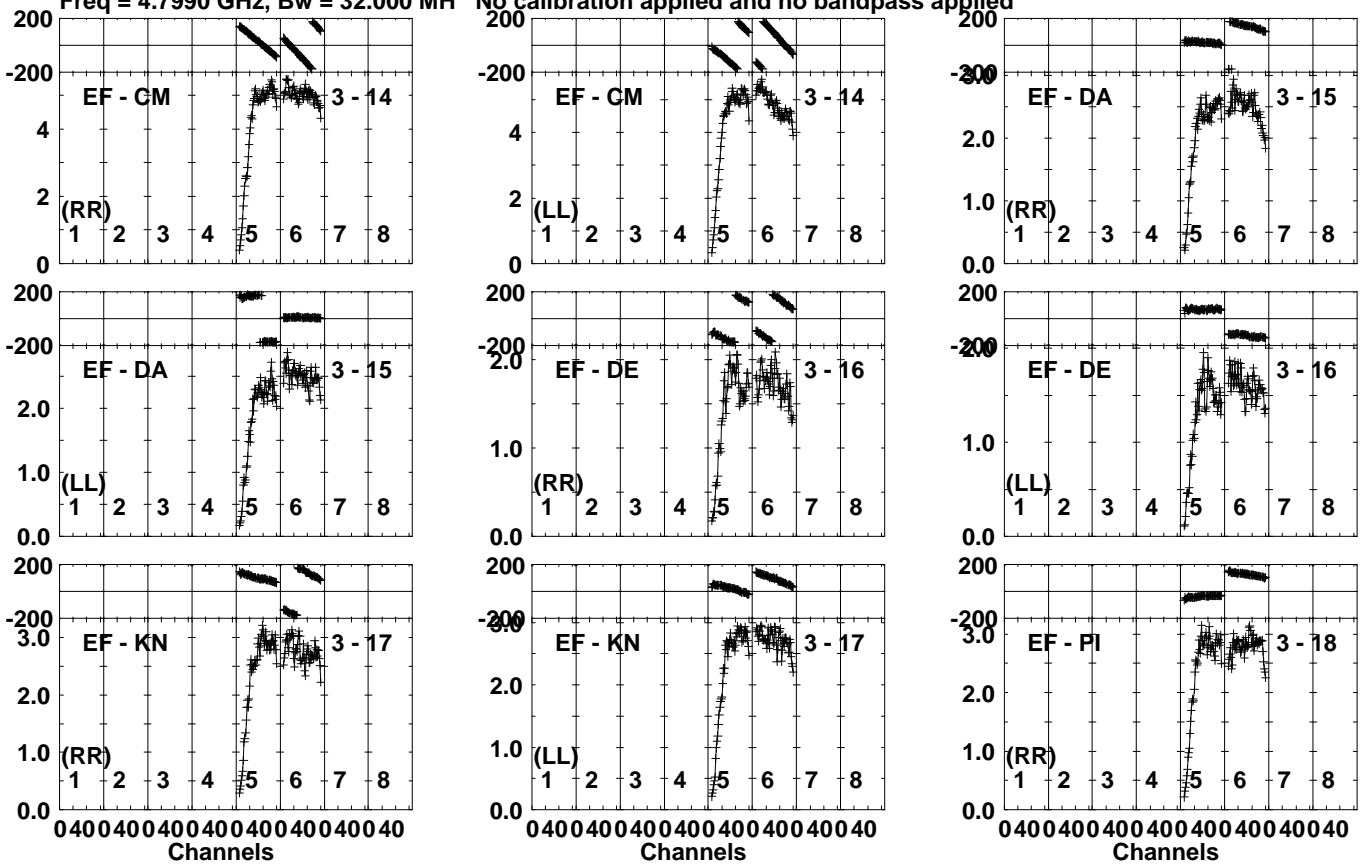 Freq = 4.7990 GHz, Bw = 32.000 MH No calibration applied and no bandpass applied
200 200 200
-200 -200 -200
3.0
EF - CM 3 - 14 EF - CM 3 - 14 EF - DA 3 - 15
4 4 2.0
2 2 1.0
(RR) (LL) (RR)
1 2 3 4 5 6 7 8 1 2 3 4 5 6 7 8 1 2 3 4 5 6 7 8
0 0 0.0
200 200 200
-200 -200 -200
2.0 2.0
EF - DA 3 - 15 EF - DE 3 - 16 EF - DE 3 - 16
2.0
1.0 1.0 1.0
(LL) (RR) (LL)
1 2 3 4 5 6 7 8 1 2 3 4 5 6 7 8 1 2 3 4 5 6 7 8
0.0 0.0 0.0
200 200 200
-200 -200 -200
3.0 3.0 3.0
EF - KN 3 - 17 EF - KN 3 - 17 EF - PI 3 - 18
2.0 2.0 2.0
1.0 1.0 1.0
(RR) (LL) (RR)
1 2 3 4 5 6 7 8 1 2 3 4 5 6 7 8 1 2 3 4 5 6 7 8
0.0 0.0 0.0
0 40 0 40 0 40 0 40 0 40 0 40 0 40 0 40 0 40 0 40 0 40 0 40 0 40 0 40 0 40 0 40 0 40 0 40 0 40 0 40 0 40 0 40 0 40 0 40
Channels Channels Channels